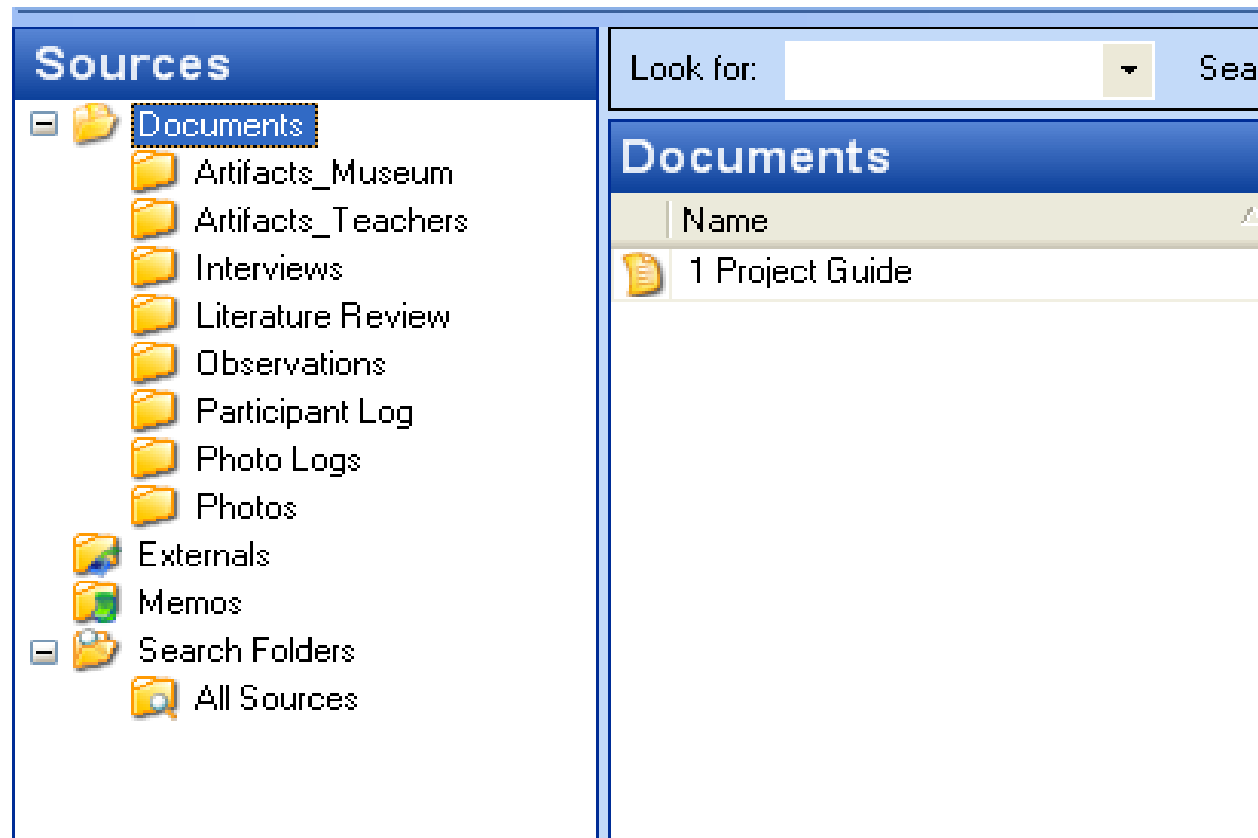 Sources
Documents
Artifacts_Museum
Artifacts_Teachers
Interviews
Literature Review
Observations
Participant Log
Photo Logs
Photos
Externals
Memos
Search Folders
All Sources
Look for:
Documents
Name
1 Project Guide